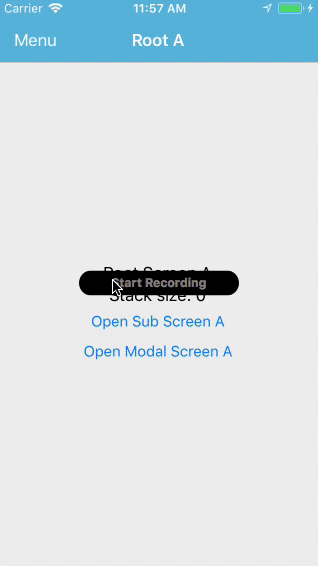 Carrier 11:57 AM
Menu Root A
Root Screen A
Start Recording
Stack size: 0
Open Sub Screen A
Open Modal Screen A